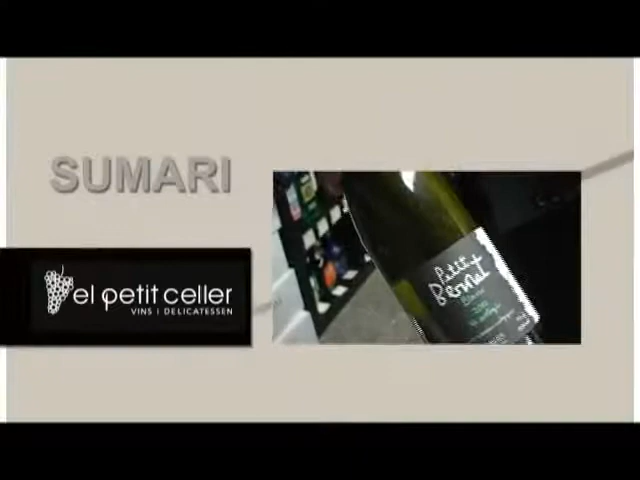 SUMARI
el petit celler
VINS | DELICATESSEN
Petit
Bernat